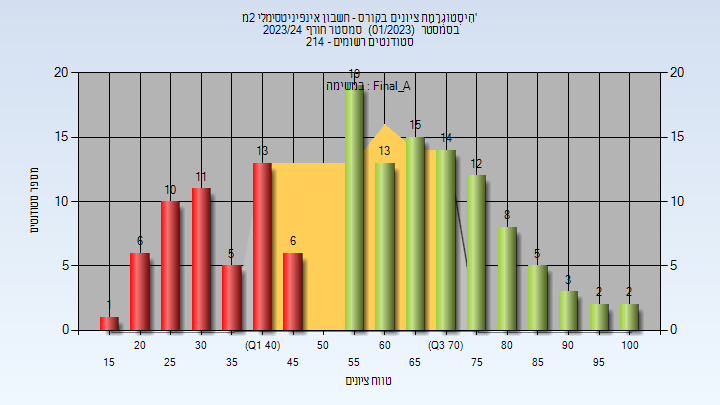 היסטוגרמת ציונים בקורס - חשבון אינפיניטסימלי 2מ'
בסמסטר (01/2023) סמסטר חורף 2023/24
סטודנטים רשומים - 214
במשימה : Final_A
מספר סטודנטים
20 15 10 5 0
20 15 10 5 0
1 6 10 11 5 13 6 19 13 15 14 12 8 5 3 2 2
20 30 (Q1 40) 50 60 (Q3 70) 80 90 100
15 25 35 45 55 65 75 85 95
טווח ציונים